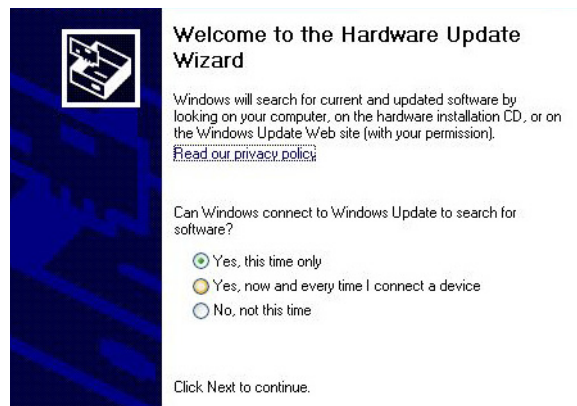 Welcome to the Hardware Update
Wizard
Windows will search for current and updated software by
looking on your computer, on the hardware installation CD, or on
the Windows Update Web site (with your permission).
Read our privacy policy
Can Windows connect to Windows Update to search for
software?
Yes, this time only
Yes, now and every time I connect a device
No, not this time
Click Next to continue.